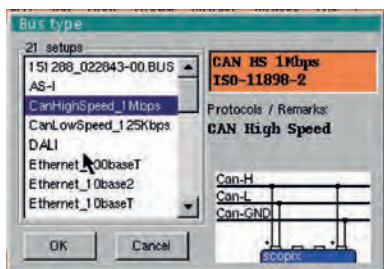 Bus type
21 setups
151288_022843-00.BUS
AS-I
CanHighSpeed_1Mbps
CanLowSpeed_125Kbps
DALI
Ethernet_100baseT
Ethernet_10base2
Ethernet_10baseT
OK
Cancel
CAN HS 1Mbps
ISO-11898-2
Protocols / Remarks:
CAN High Speed
Can-H
Can-L
Can-GND
scopix